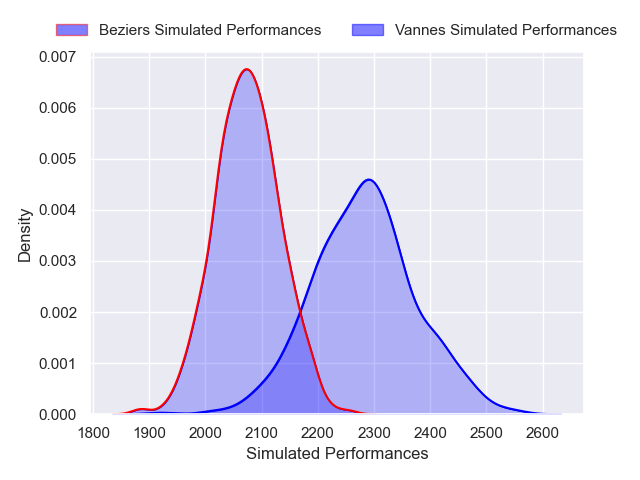 Beziers Simulated Performances Vannes Simulated Performances
0.007
0.006
0.005
0.004
0.003
0.002
0.001
0.000
Density
1800 1900 2000 2100 2200 2300 2400 2500 2600
Simulated Performances